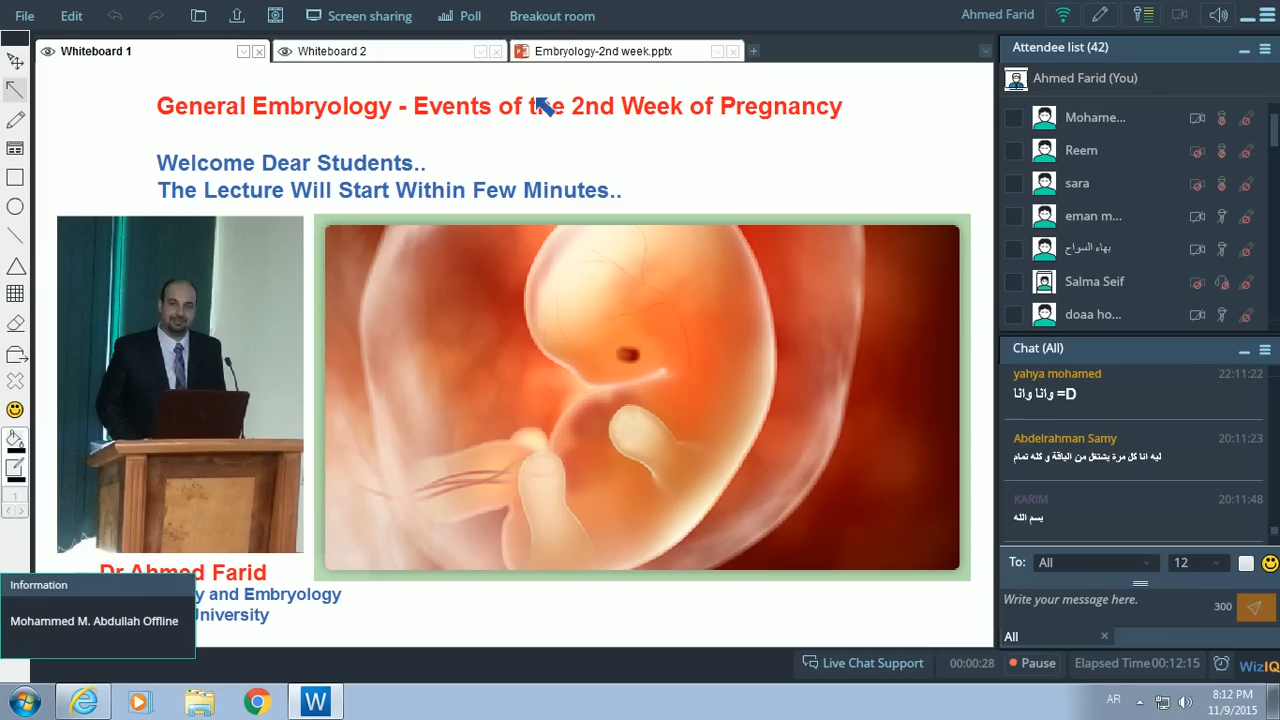 File Edit Screen sharing Poll Breakout room Ahmed Farid
Whiteboard 1 Whiteboard 2 Embryology-2nd week.pptx
General Embryology - Events of the 2nd Week of Pregnancy
Welcome Dear Students..
The Lecture Will Start Within Few Minutes..
Dr Ahmed Farid
y and Embryology
University
Information
Mohammed M. Abdullah Offline
1
Attendee list (42)
Ahmed Farid (You)
Mohame...
Reem
sara
eman m...
بهاء السواح
Salma Seif
doaa ho...
Chat (All)
yahya mohamed 22:11:22
وانا وانا =D
Abdelrahman Samy 20:11:23
ليه انا كل مرة يشتغل من الباقة و كله تمام
KARIM 20:11:48
بسم الله
To: All 12
Write your message here. 300
All
Live Chat Support 00:00:28 Pause Elapsed Time 00:12:15 WizIQ
W AR 8:12 PM
11/9/2015